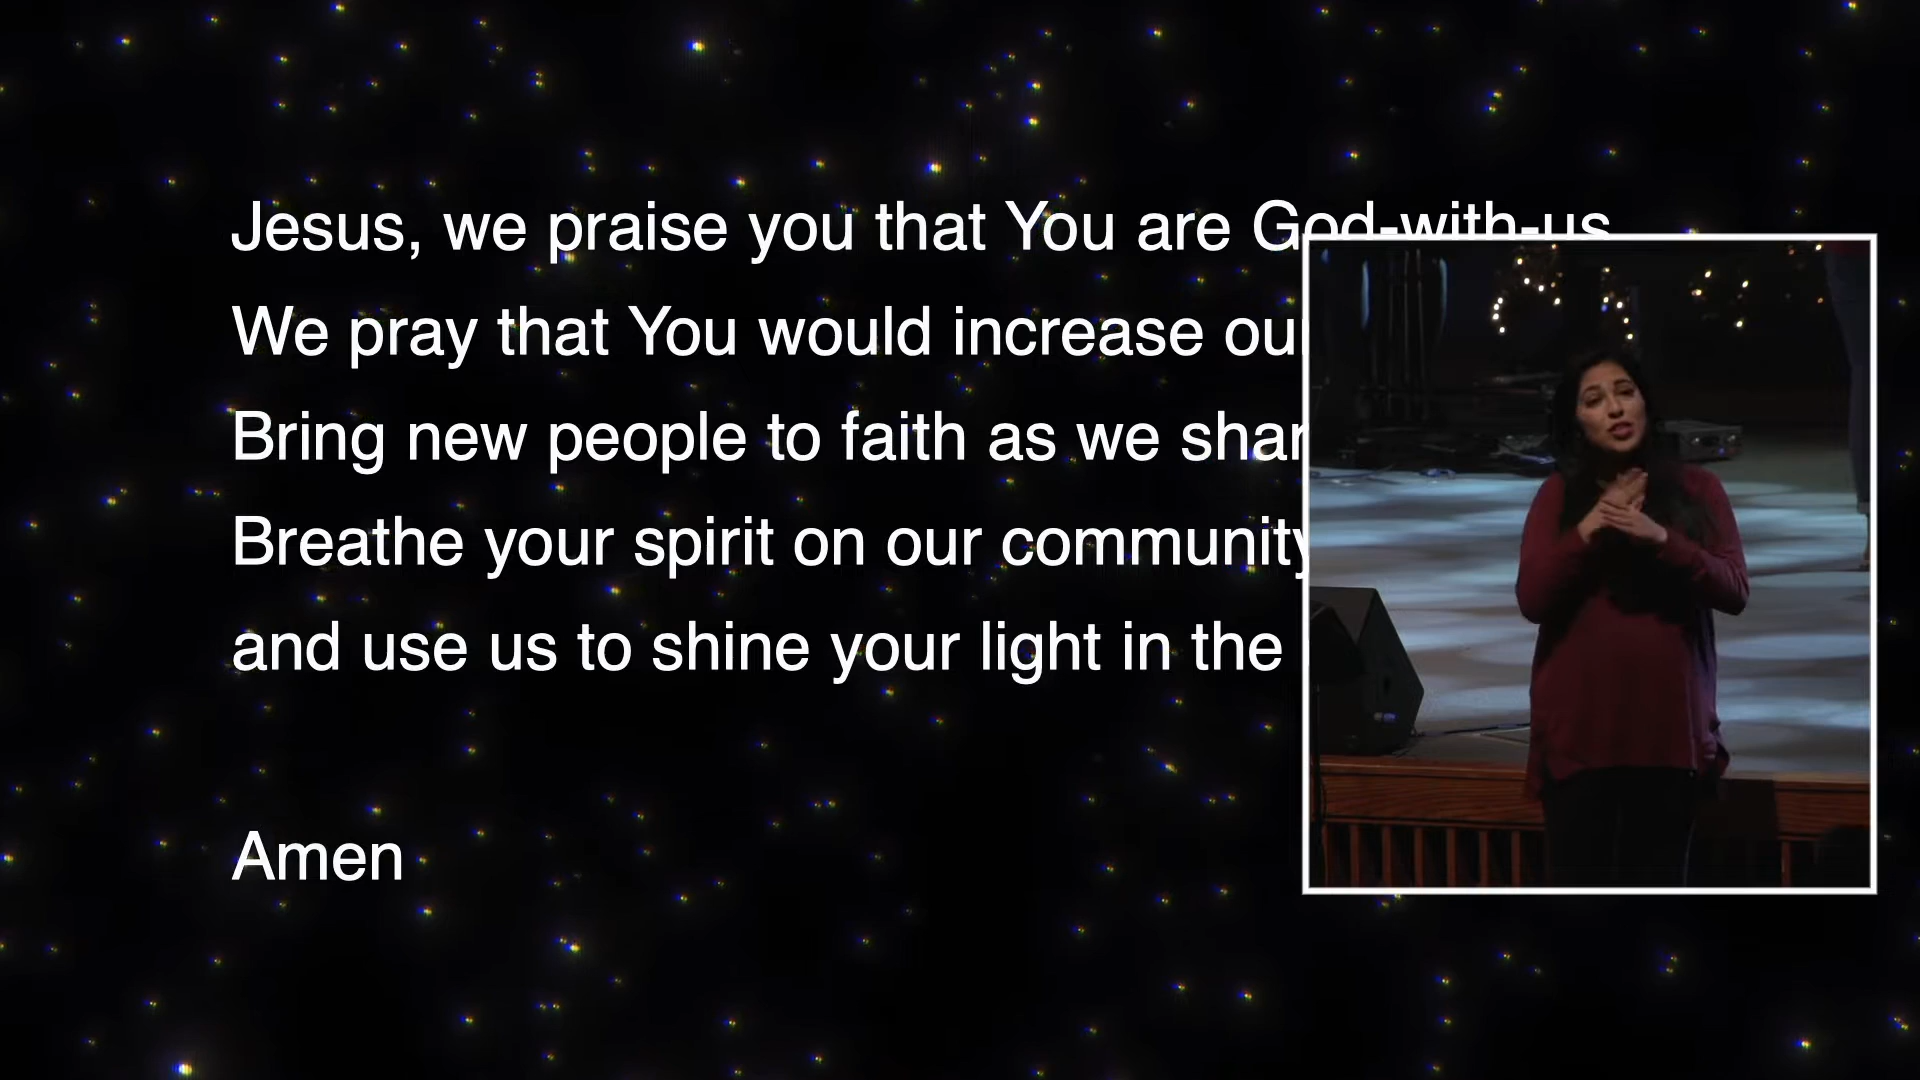 Jesus, we praise you that You are God-with-us
We pray that You would increase
Bring new people to faith as we
Breathe your spirit on our community
and use us to shine your light in the
Amen